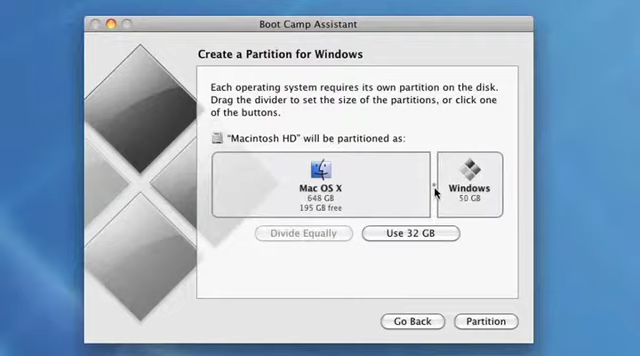 Boot Camp Assistant
Create a Partition for Windows
Each operating system requires its own partition on the disk.
Drag the divider to set the size of the partitions, or click one
of the buttons.
“Macintosh HD” will be partitioned as:
Mac OS X
648 GB
195 GB free
Windows
50 GB
Divide Equally
Use 32 GB
Go Back
Partition